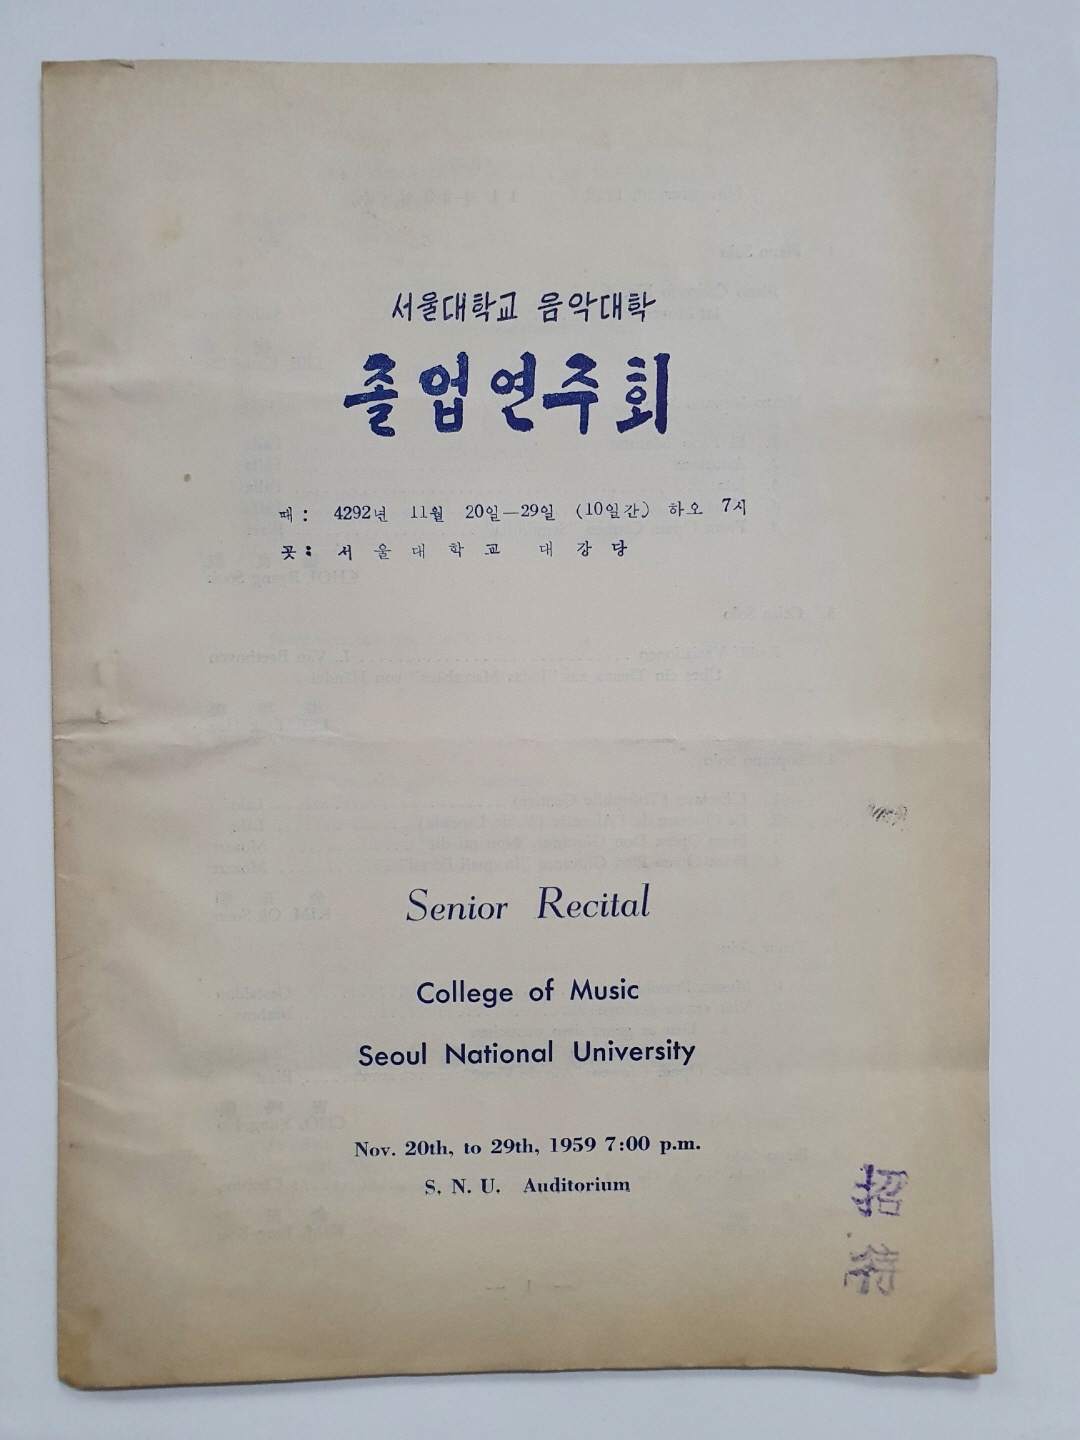 서울대학교 음악대학
졸업연주회
때 : 4292년 11월 20일—29일 (10일간) 하오 7시
곳 : 서울대학교 대강당
Senior Recital
College of Music
Seoul National University
Nov. 20th, to 29th, 1959 7:00 p.m.
S. N. U. Auditorium
招
待